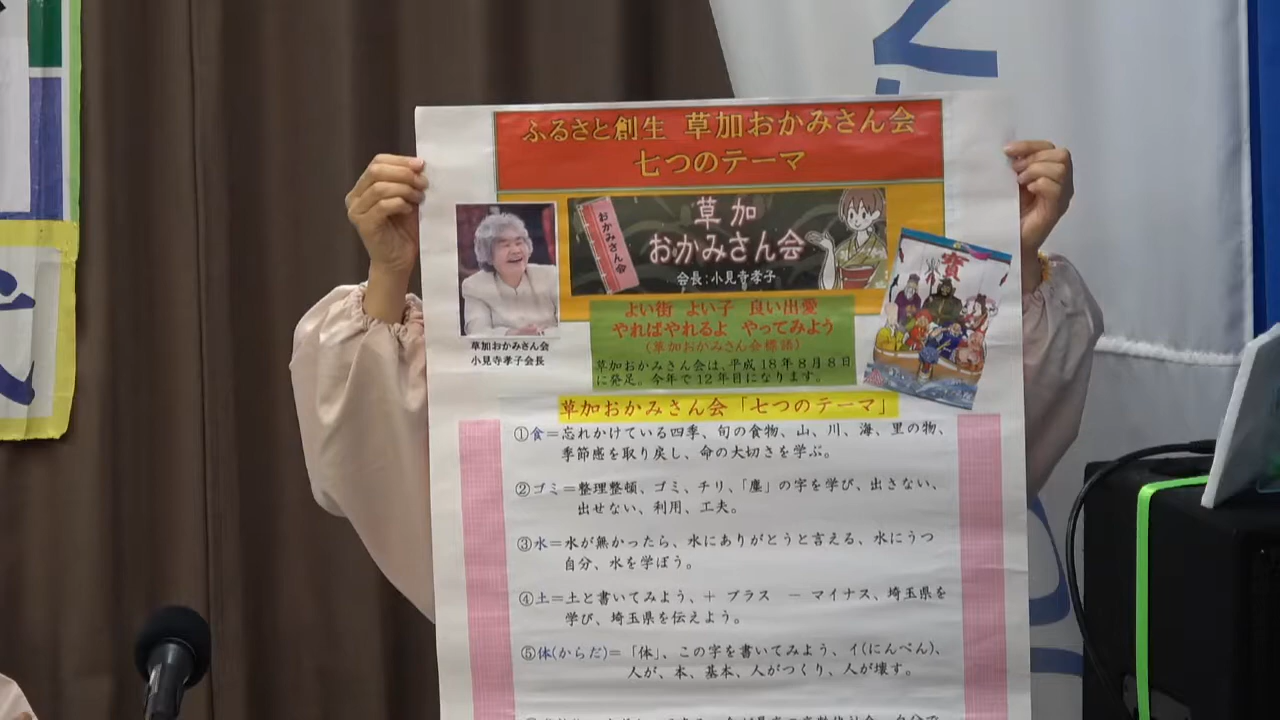 ふるさと創生 草加おかみさん会
七つのテーマ
おかみさん会
草加
おかみさん会
会長:小見寺孝子
寳
草加おかみさん会
小見寺孝子会長
よい街 よい子 良い出愛
やればやれるよ やってみよう
(草加おかみさん会標語)
草加おかみさん会は、平成18年8月8日
に発足。今年で12年目になります。
草加おかみさん会「七つのテーマ」
①食=忘れかけている四季、旬の食物、山、川、海、里の物、
季節感を取り戻し、命の大切さを学ぶ。
②ゴミ=整理整頓、ゴミ、チリ、「塵」の字を学び、出さない、
出せない、利用、工夫。
③水=水が無かったら、水にありがとうと言える、水にうつ
自分、水を学ぼう。
④土=土と書いてみよう、+ プラス - マイナス、埼玉県を
学び、埼玉県を伝えよう。
⑤体(からだ)=「体」、この字を書いてみよう、イ(にんべん)、
人が、本、基本、人がつくり、人が壊す。